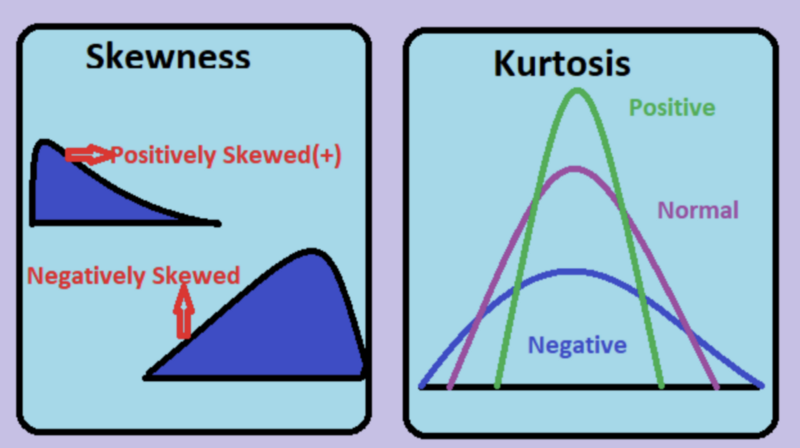 Skewness
Positively Skewed(+)
Negatively Skewed
Kurtosis
Positive
Normal
Negative